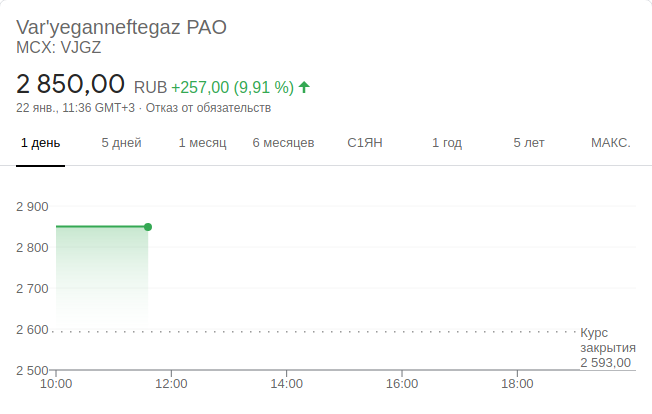 Var'yeganneftegaz PAO
MCX: VJGZ
2 850,00 RUB +257,00 (9,91 %)
22 янв., 11:36 GMT+3 · Отказ от обязательств
1 день 5 дней 1 месяц 6 месяцев С1ЯН 1 год 5 лет МАКС.
2 900
2 800
2 700
2 600
Курс
закрытия
2 593,00
2 500
10:00 12:00 14:00 16:00 18:00